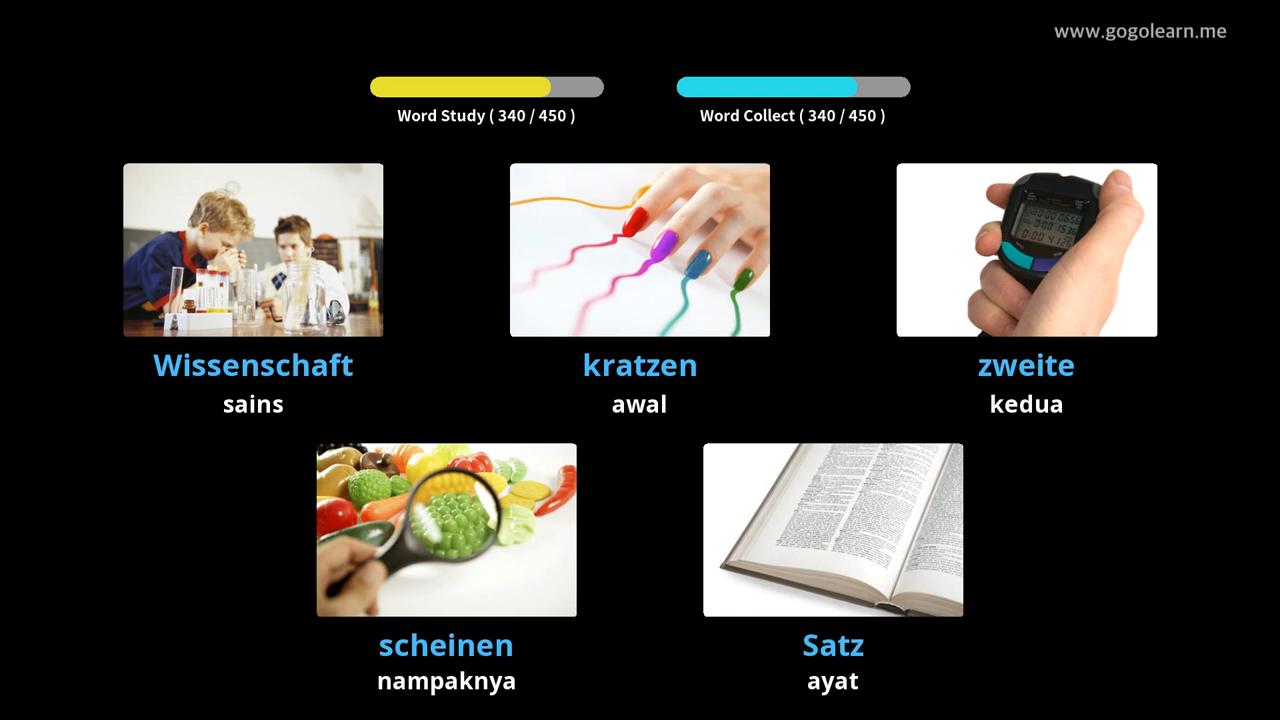 www.gogolearn.me
Word Study ( 340 / 450 )
Word Collect ( 340 / 450 )
Wissenschaft
sains
kratzen
awal
zweite
kedua
scheinen
nampaknya
Satz
ayat